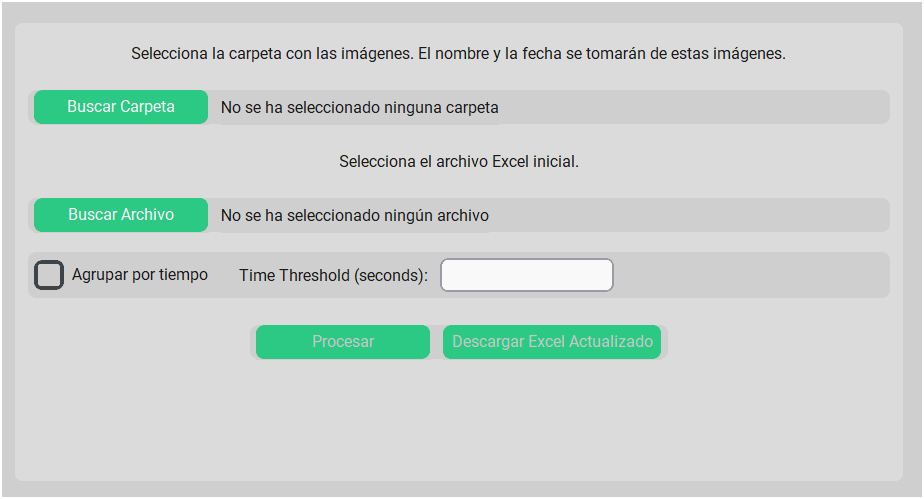 Selecciona la carpeta con las imágenes. El nombre y la fecha se tomarán de estas imágenes.
Buscar Carpeta No se ha seleccionado ninguna carpeta
Selecciona el archivo Excel inicial.
Buscar Archivo No se ha seleccionado ningún archivo
Agrupar por tiempo Time Threshold (seconds):
Procesar Descargar Excel Actualizado